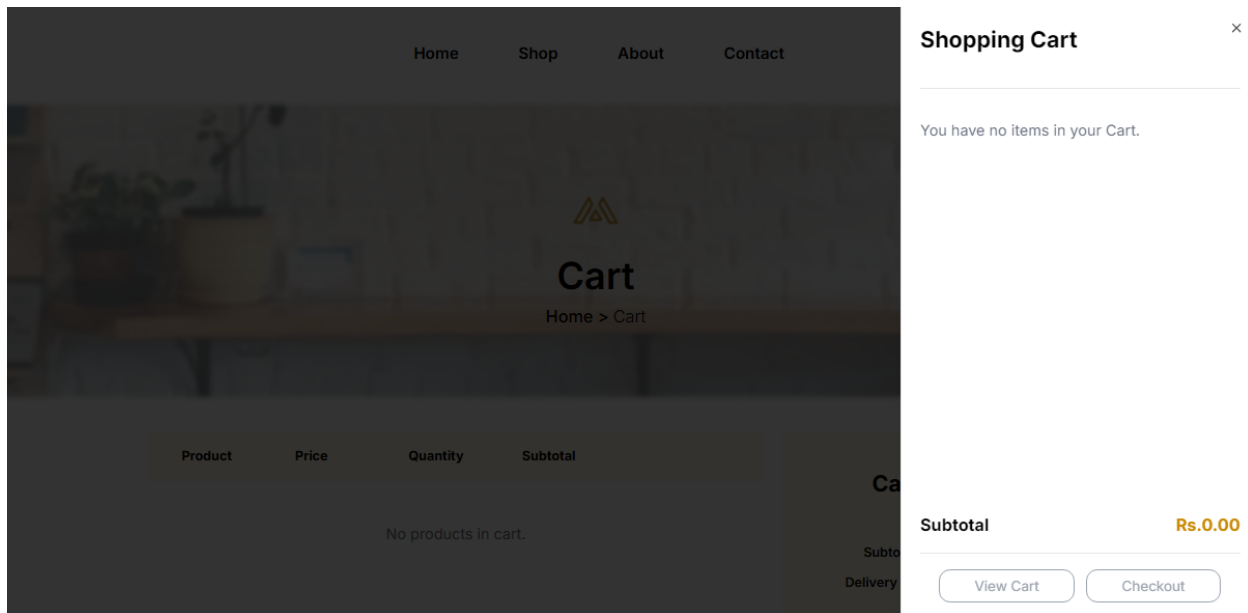 Home Shop About Contact
Cart
Home > Cart
Product Price Quantity Subtotal
No products in cart.
Shopping Cart ×
You have no items in your Cart.
Subtotal Rs.0.00
View Cart Checkout
Delivery